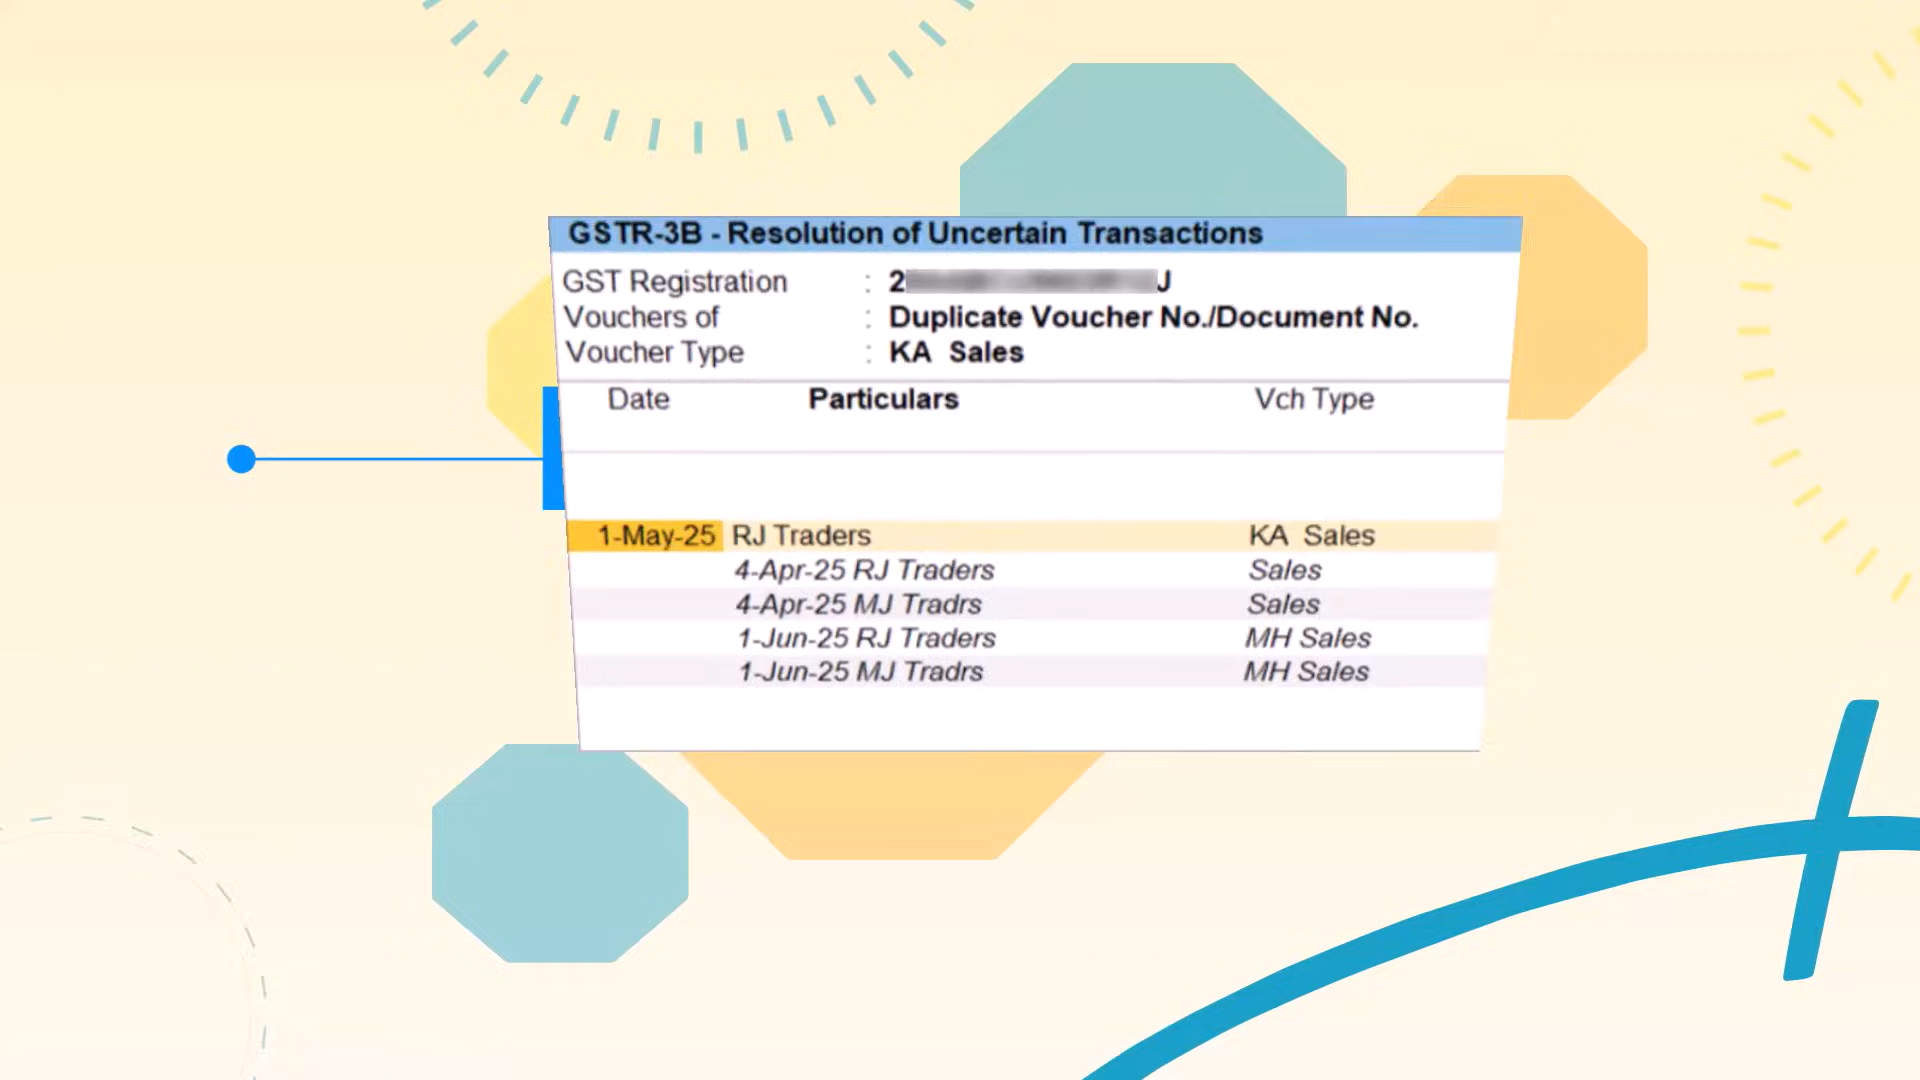 GSTR-3B - Resolution of Uncertain Transactions
GST Registration : 2 J
Vouchers of : Duplicate Voucher No./Document No.
Voucher Type : KA Sales
Date Particulars Vch Type
1-May-25 RJ Traders KA Sales
4-Apr-25 RJ Traders Sales
4-Apr-25 MJ Tradrs Sales
1-Jun-25 RJ Traders MH Sales
1-Jun-25 MJ Tradrs MH Sales